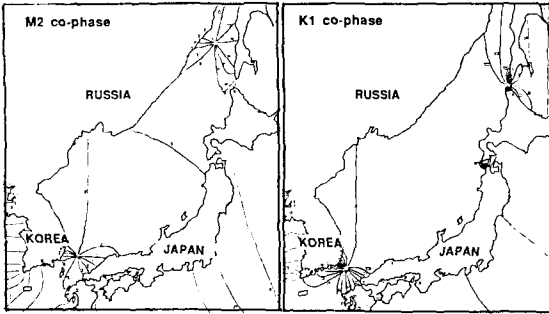 M2 co-phase
RUSSIA
KOREA
JAPAN
K1 co-phase
RUSSIA
KOREA
JAPAN